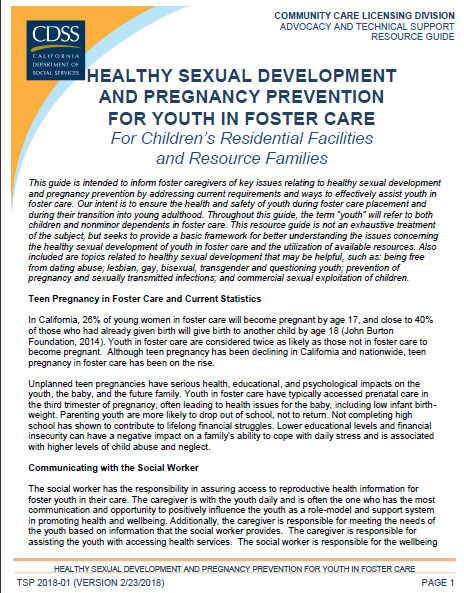 COMMUNITY CARE LICENSING DIVISION
ADVOCACY AND TECHNICAL SUPPORT
RESOURCE GUIDE
CDSS
CALIFORNIA
DEPARTMENT OF
SOCIAL SERVICES
HEALTHY SEXUAL DEVELOPMENT
AND PREGNANCY PREVENTION
FOR YOUTH IN FOSTER CARE
For Children's Residential Facilities
and Resource Families
This guide is intended to inform foster caregivers of key issues relating to healthy sexual development
and pregnancy prevention by addressing current requirements and ways to effectively assist youth in
foster care. Our intent is to ensure the health and safety of youth during foster care placement and
during their transition into young adulthood. Throughout this guide, the term "youth" will refer to both
children and nonminor dependents in foster care. This resource guide is not an exhaustive treatment
of the subject, but seeks to provide a basic framework for better understanding the issues concerning
the healthy sexual development of youth in foster care and the utilization of available resources. Also
included are topics related to healthy sexual development that may be helpful, such as: being free
from dating abuse; lesbian, gay, bisexual, transgender and questioning youth; prevention of
pregnancy and sexually transmitted infections; and commercial sexual exploitation of children.
Teen Pregnancy in Foster Care and Current Statistics
In California, 26% of young women in foster care will become pregnant by age 17, and close to 40%
of those who had already given birth will give birth to another child by age 18 (John Burton
Foundation, 2014). Youth in foster care are considered twice as likely as those not in foster care to
become pregnant. Although teen pregnancy has been declining in California and nationwide, teen
pregnancy in foster care has been on the rise.
Unplanned teen pregnancies have serious health, educational, and psychological impacts on the
youth, the baby, and the future family. Youth in foster care have typically accessed prenatal care in
the third trimester of pregnancy, often leading to health issues for the baby, including low infant birth-
weight. Parenting youth are more likely to drop out of school, not to return. Not completing high
school has shown to contribute to lifelong financial struggles. Lower educational levels and financial
insecurity can have a negative impact on a family's ability to cope with daily stress and is associated
with higher levels of child abuse and neglect.
Communicating with the Social Worker
The social worker has the responsibility in assuring access to reproductive health information for
foster youth in their care. The caregiver is with the youth daily and is often the one who has the most
communication and opportunity to positively influence the youth as a role-model and support system
in promoting health and wellbeing. Additionally, the caregiver is responsible for meeting the needs of
the youth based on information that the social worker provides. The caregiver is responsible for
assisting the youth with accessing health services. The social worker is responsible for the wellbeing
HEALTHY SEXUAL DEVELOPMENT AND PREGNANCY PREVENTION FOR YOUTH IN FOSTER CARE
TSP 2018-01 (VERSION 2/23/2018) PAGE 1